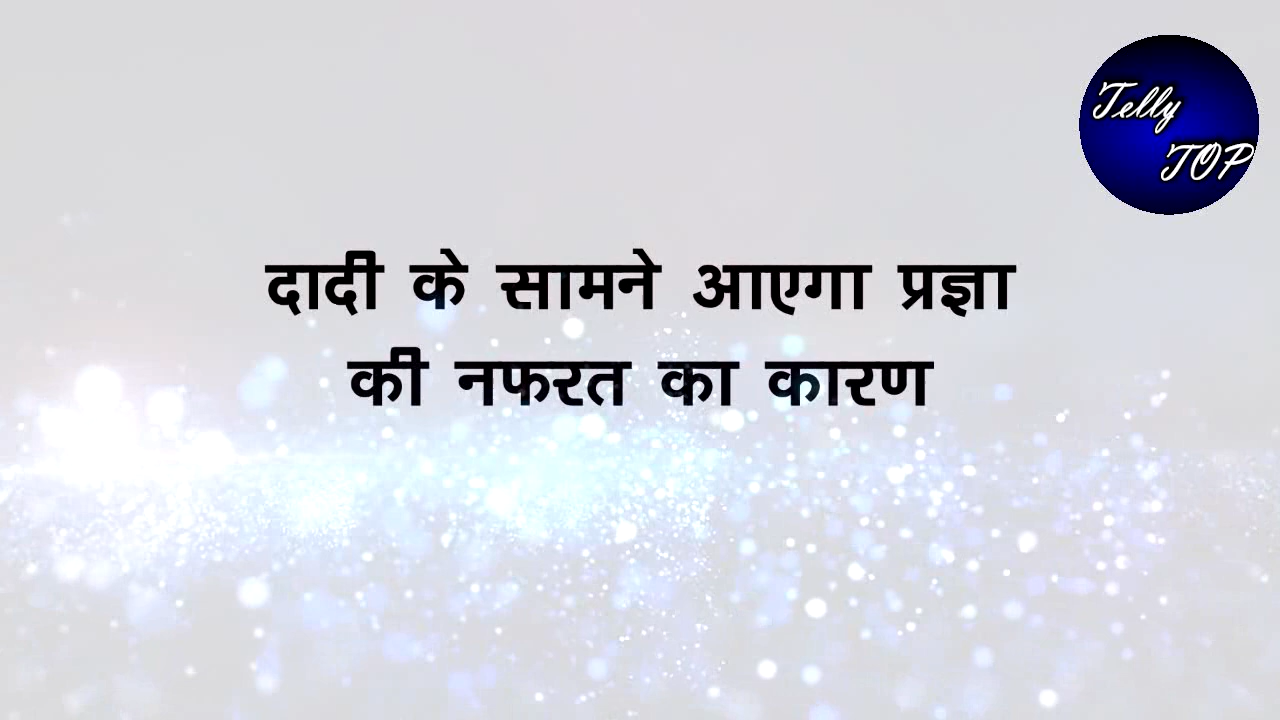 Telly
TOP
दादी के सामने आएगा प्रज्ञा
की नफरत का कारण